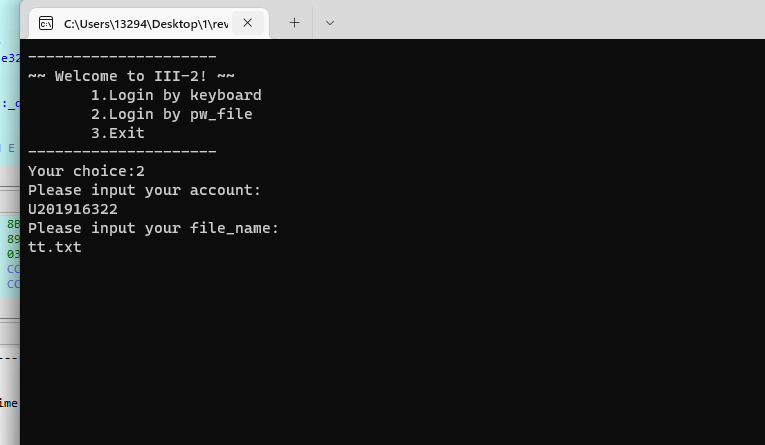 C:\Users\13294\Desktop\1\rev
---------------------
~~ Welcome to III-2! ~~
1.Login by keyboard
2.Login by pw_file
3.Exit
---------------------
Your choice:2
Please input your account:
U201916322
Please input your file_name:
tt.txt
e32
:_c
E
8B
89
03
CC
CC
---
ime